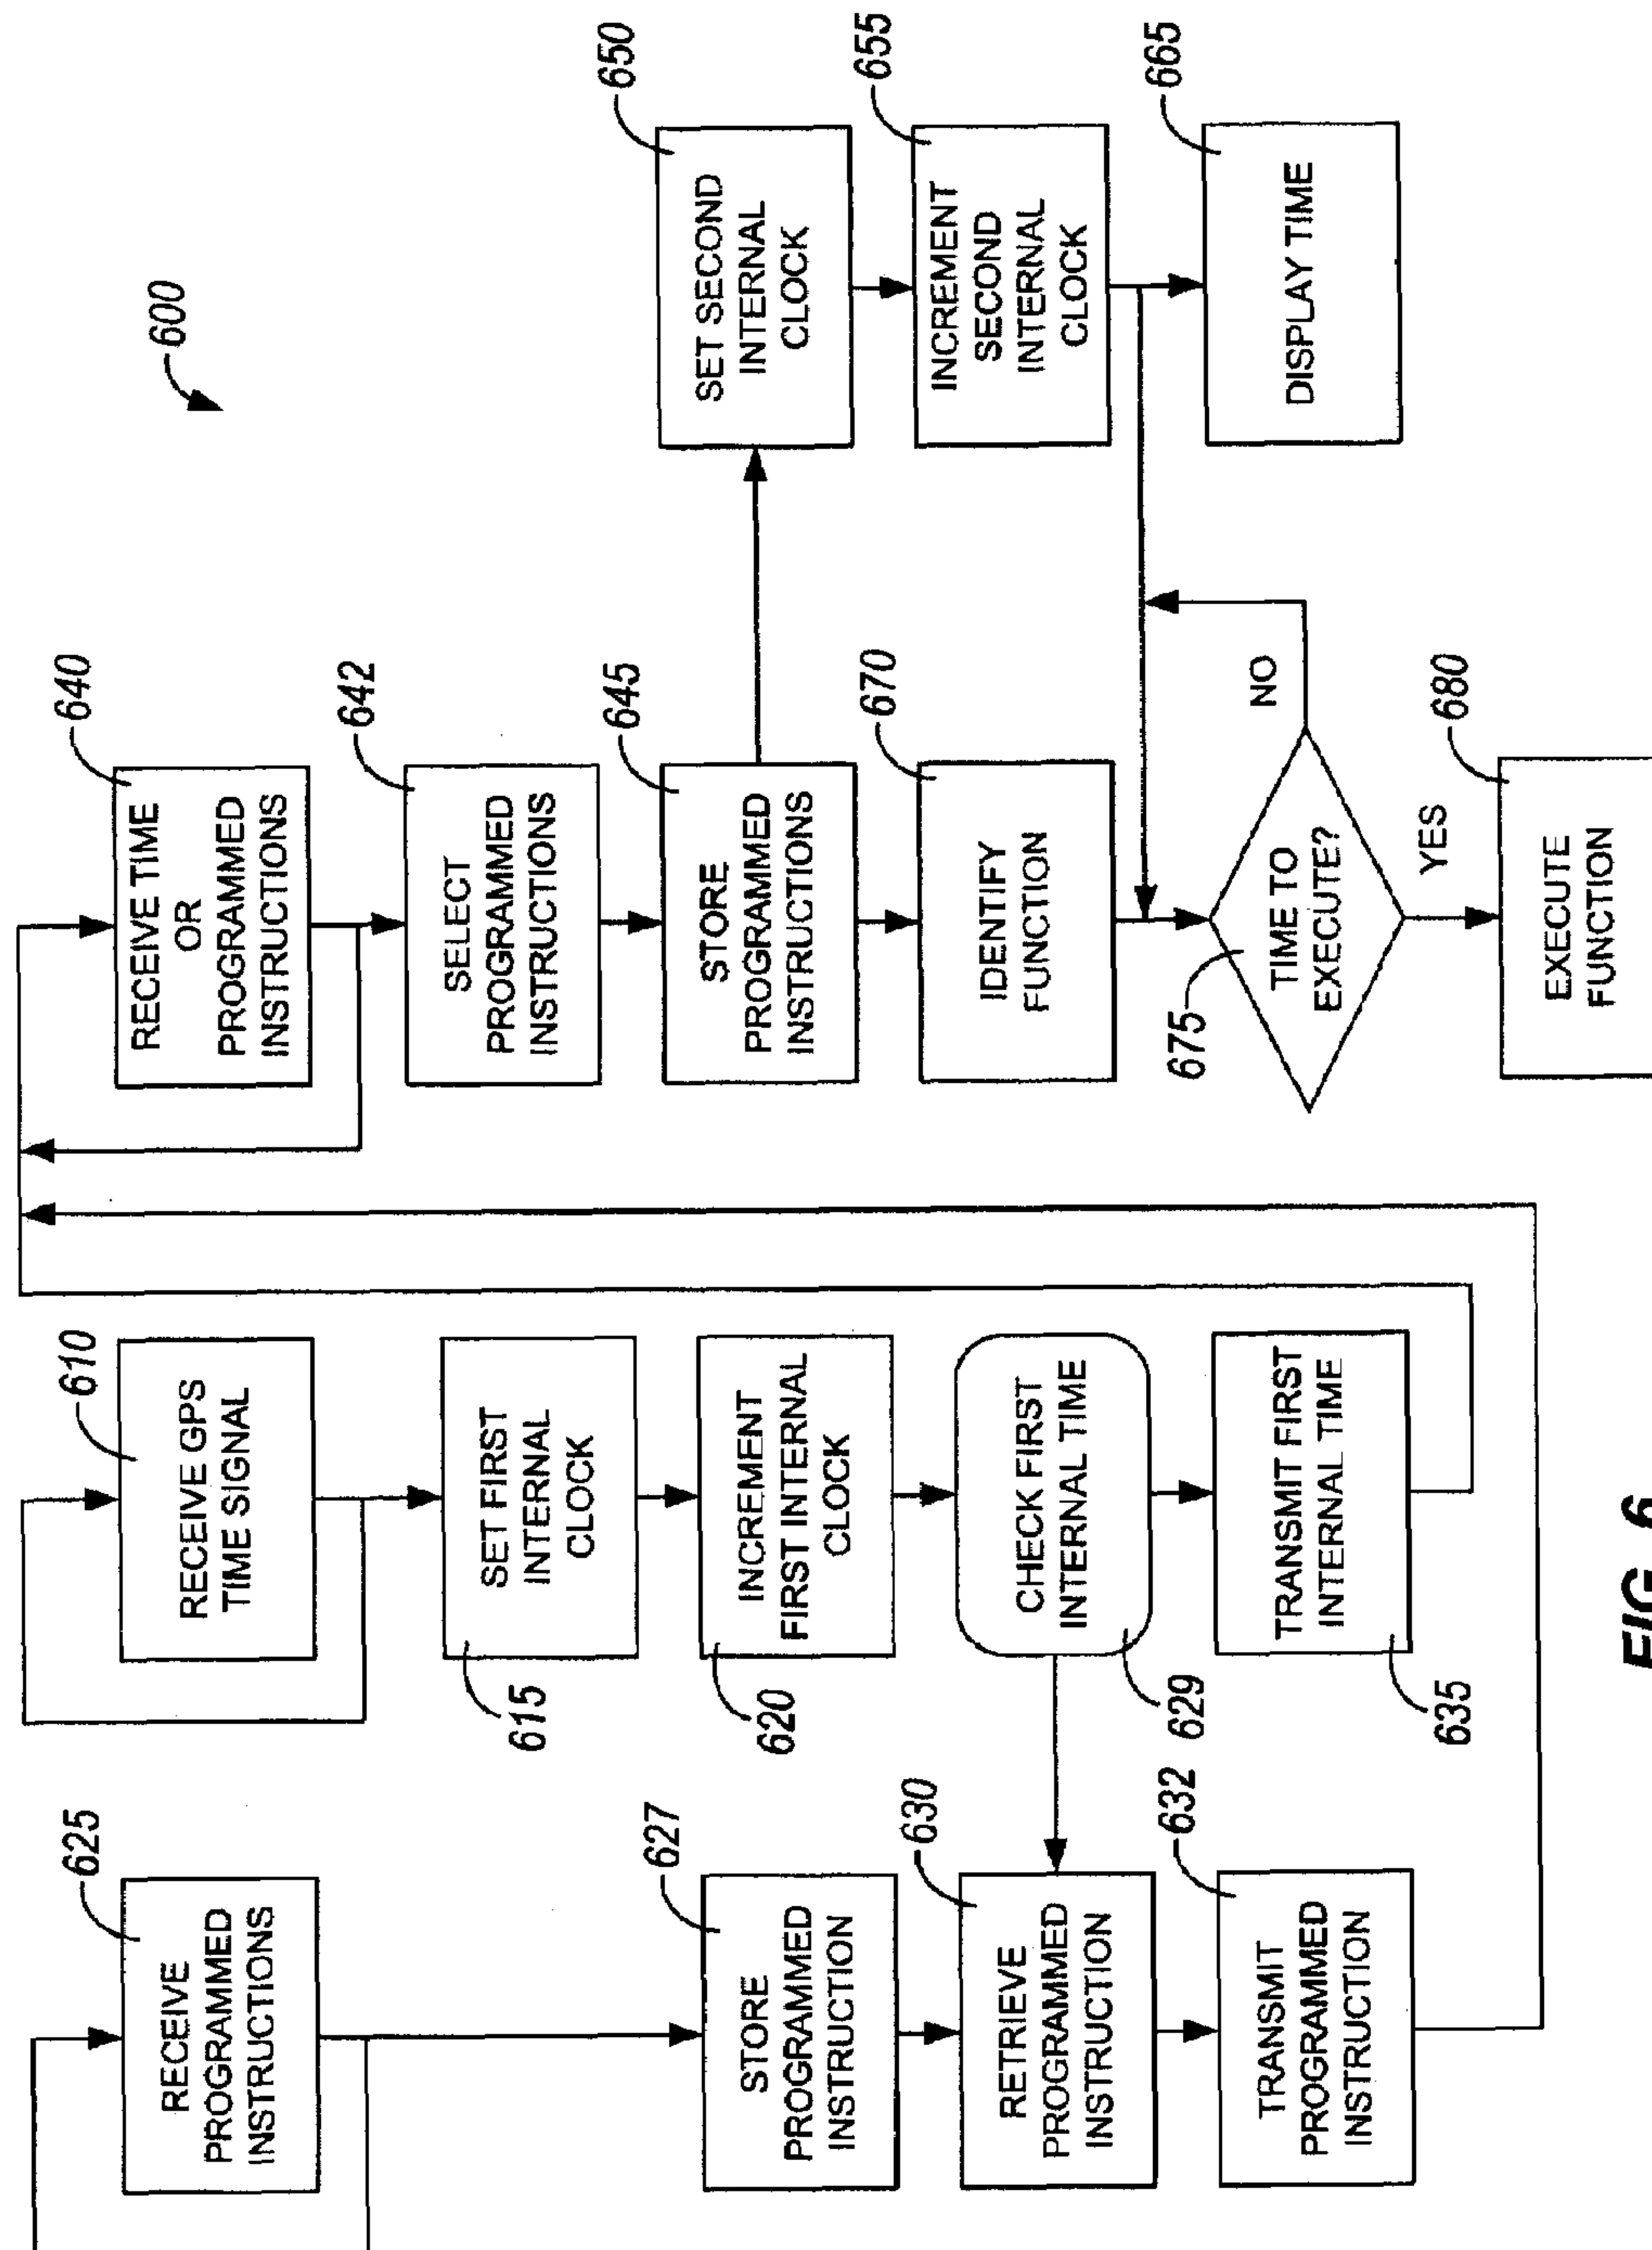 600
625
RECEIVE
PROGRAMMED
INSTRUCTIONS
627
STORE
PROGRAMMED
INSTRUCTION
630
RETRIEVE
PROGRAMMED
INSTRUCTION
632
TRANSMIT
PROGRAMMED
INSTRUCTION
610
RECEIVE GPS
TIME SIGNAL
SET FIRST
INTERNAL
CLOCK
615
INCREMENT
FIRST INTERNAL
CLOCK
620
CHECK FIRST
INTERNAL TIME
629
TRANSMIT FIRST
INTERNAL TIME
635
640
RECEIVE TIME
OR
PROGRAMMED
INSTRUCTIONS
642
SELECT
PROGRAMMED
INSTRUCTIONS
645
STORE
PROGRAMMED
INSTRUCTIONS
670
IDENTIFY
FUNCTION
675
TIME TO
EXECUTE?
NO
YES
680
EXECUTE
FUNCTION
650
SET SECOND
INTERNAL
CLOCK
655
INCREMENT
SECOND
INTERNAL
CLOCK
665
DISPLAY TIME
FIG. 6